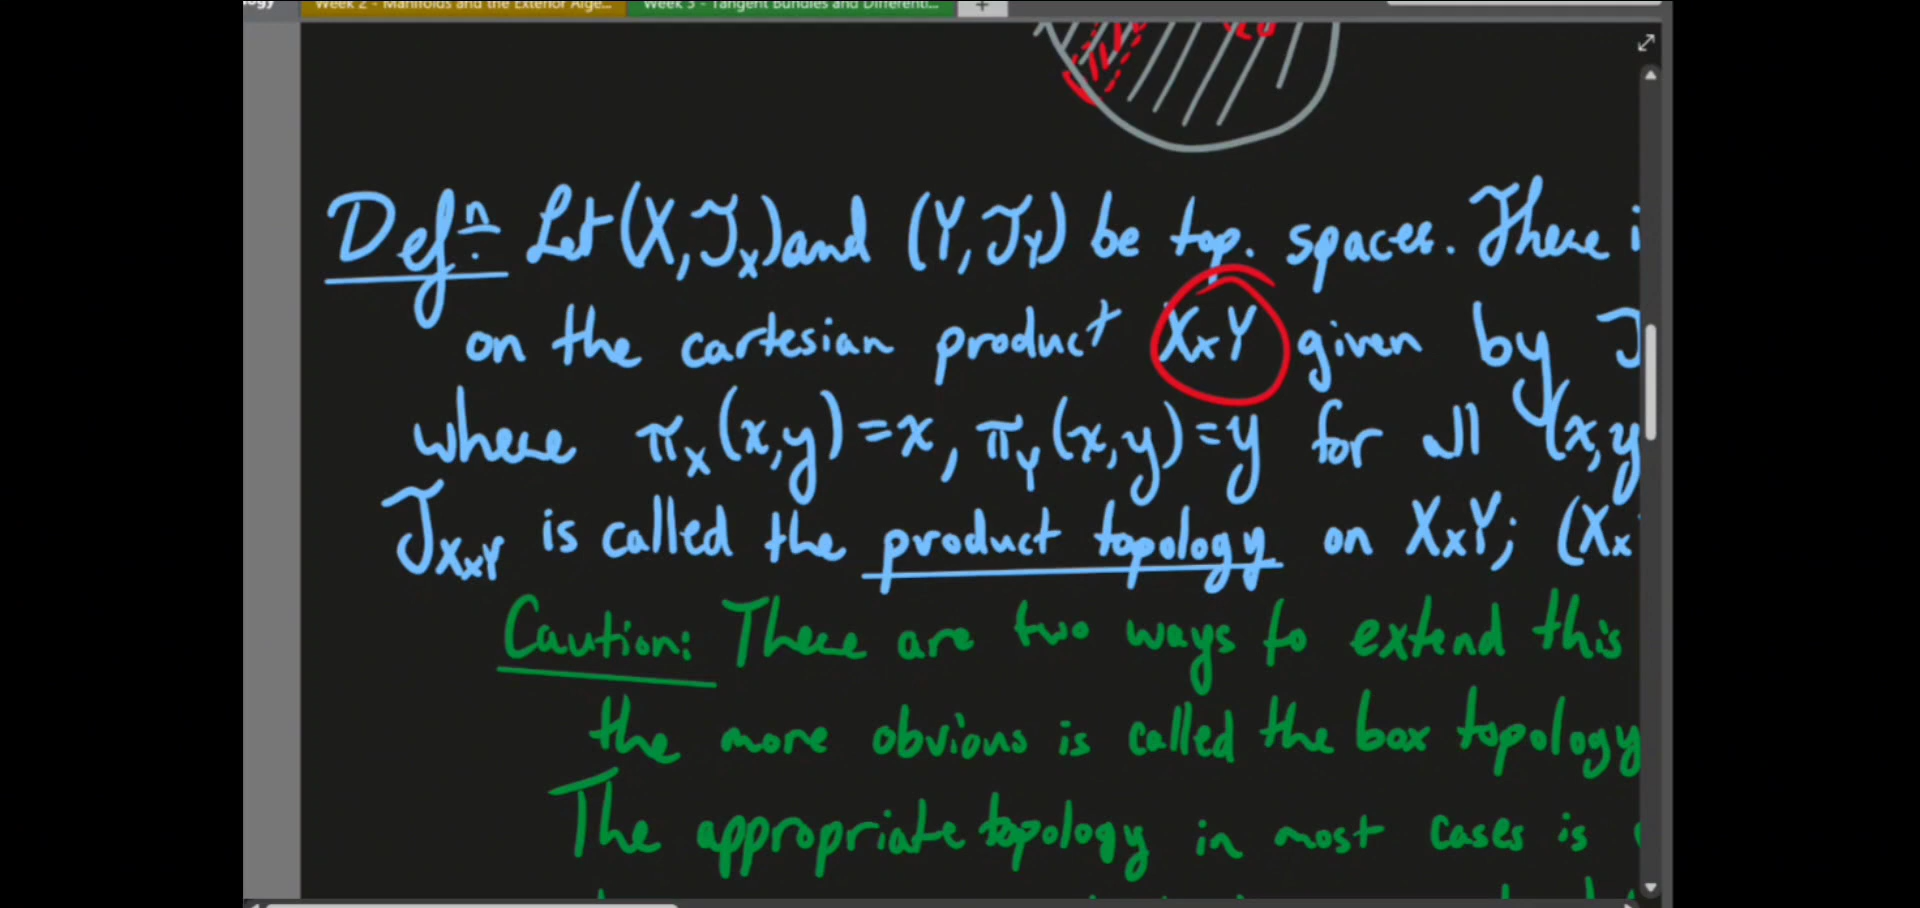 Week 2 - Manifolds and the Exterior Alge... Week 3 - Tangent Bundles and Differenti... +
Defⁿ: Let (X, 𝒯_X) and (Y, 𝒯_Y) be top. spaces. There i
on the cartesian product X×Y given by 𝒯
where π_X(x,y)=x, π_Y(x,y)=y for all (x,y
𝒯_X×Y is called the product topology on X×Y; (X×
Caution: There are two ways to extend this
the more obvious is called the box topology
The appropriate topology in most cases is